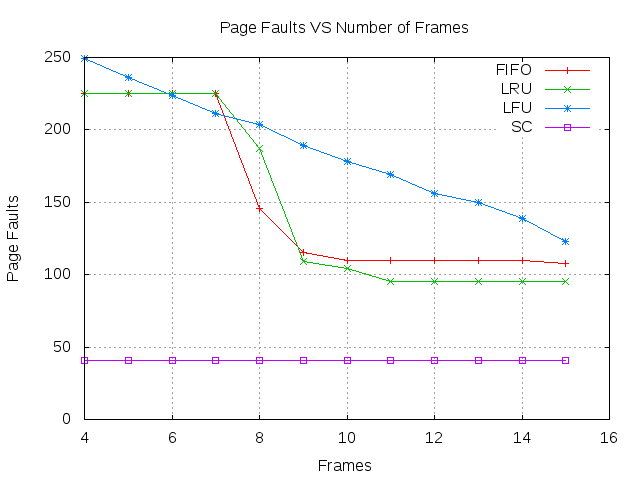 Page Faults VS Number of Frames
250
200
150
100
50
0
Page Faults
FIFO
LRU
LFU
SC
4 6 8 10 12 14 16
Frames